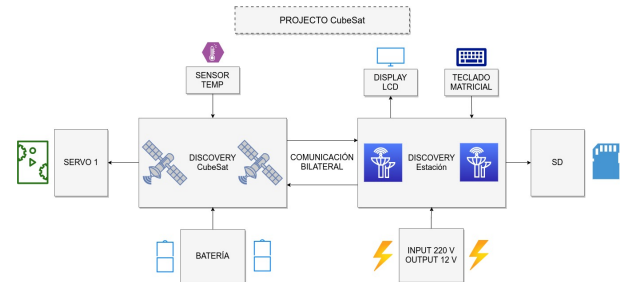 PROJECTO CubeSat
SENSOR
TEMP
DISPLAY
LCD
TECLADO
MATRICIAL
SERVO 1
DISCOVERY
CubeSat
COMUNICACIÓN
BILATERAL
DISCOVERY
Estación
SD
BATERÍA
INPUT 220 V
OUTPUT 12 V